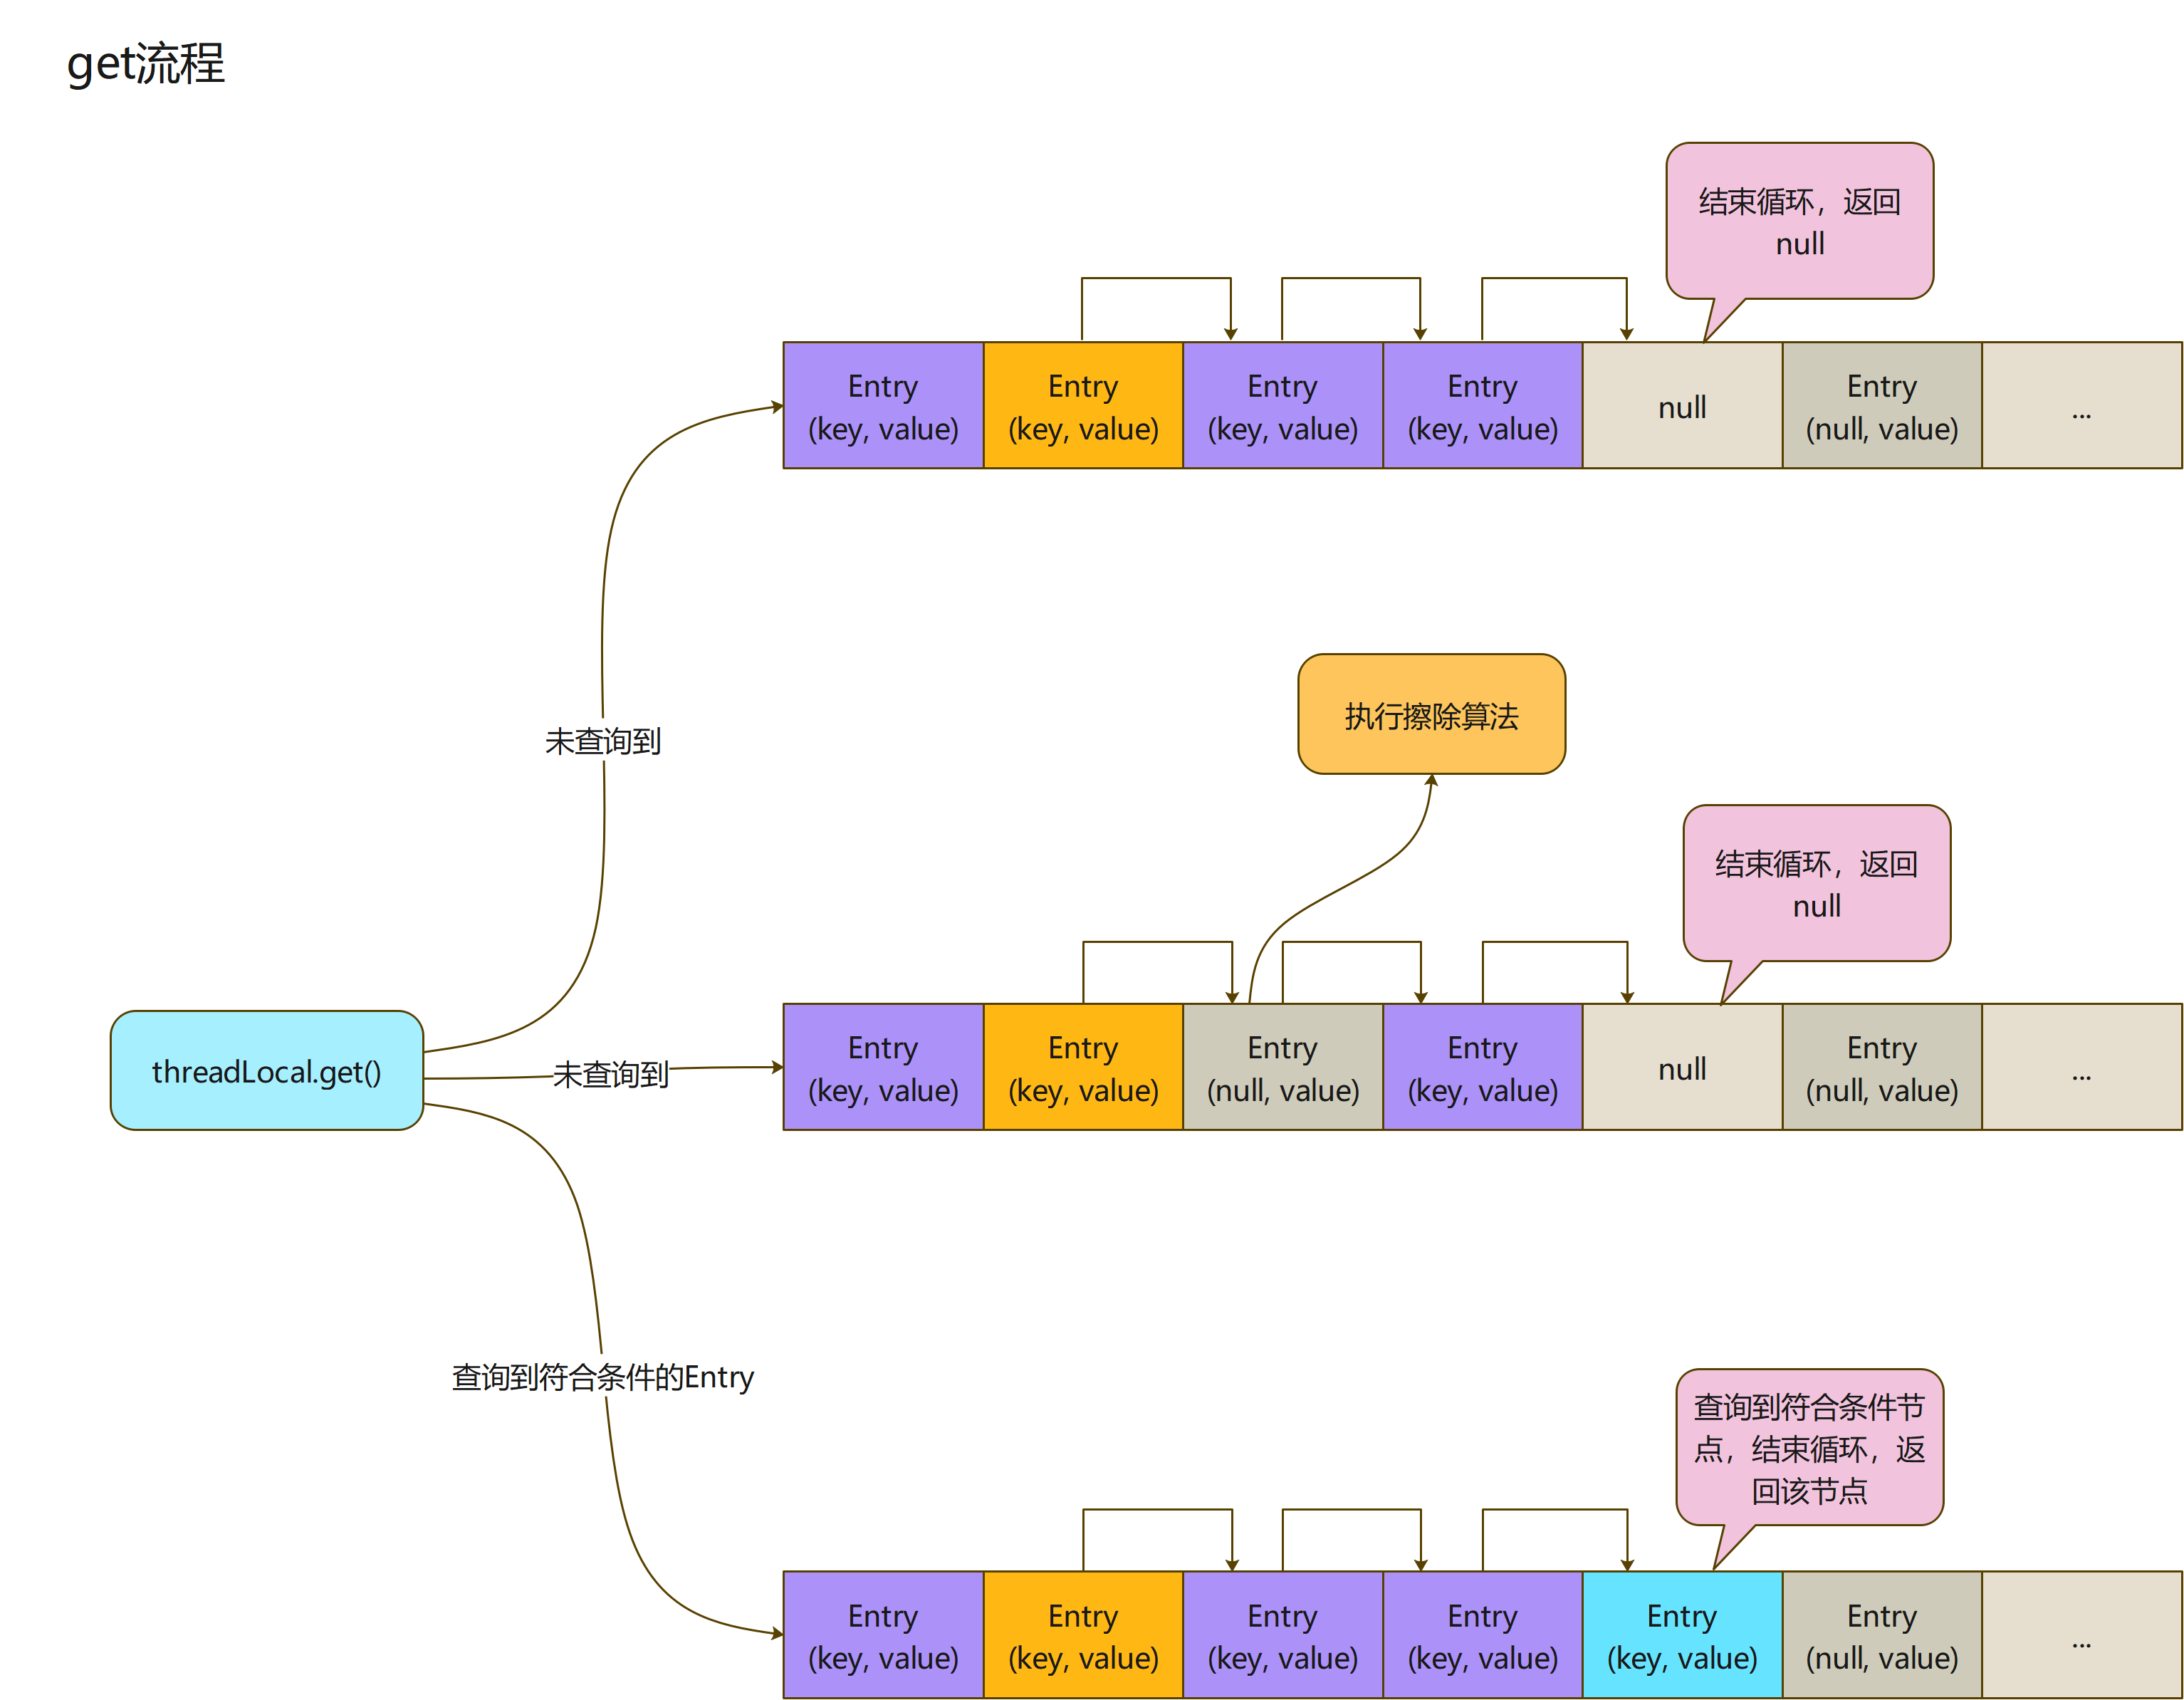 get流程
结束循环，返回
null
Entry
(key, value)
Entry
(key, value)
Entry
(key, value)
Entry
(key, value)
null
Entry
(null, value)
...
未查询到
执行擦除算法
结束循环，返回
null
threadLocal.get()
未查询到
Entry
(key, value)
Entry
(key, value)
Entry
(null, value)
Entry
(key, value)
null
Entry
(null, value)
...
查询到符合条件的Entry
查询到符合条件节
点，结束循环，返
回该节点
Entry
(key, value)
Entry
(key, value)
Entry
(key, value)
Entry
(key, value)
Entry
(key, value)
Entry
(null, value)
...